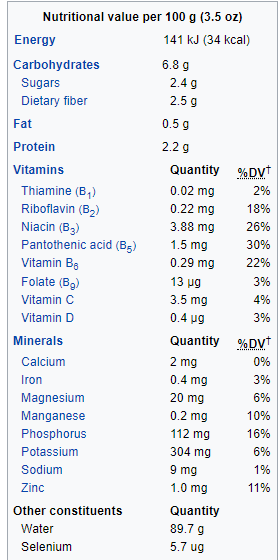 Nutritional value per 100 g (3.5 oz)
Energy 141 kJ (34 kcal)
Carbohydrates 6.8 g
Sugars 2.4 g
Dietary fiber 2.5 g
Fat 0.5 g
Protein 2.2 g
Vitamins Quantity %DV†
Thiamine (B1) 0.02 mg 2%
Riboflavin (B2) 0.22 mg 18%
Niacin (B3) 3.88 mg 26%
Pantothenic acid (B5) 1.5 mg 30%
Vitamin B6 0.29 mg 22%
Folate (B9) 13 μg 3%
Vitamin C 3.5 mg 4%
Vitamin D 0.4 μg 3%
Minerals Quantity %DV†
Calcium 2 mg 0%
Iron 0.4 mg 3%
Magnesium 20 mg 6%
Manganese 0.2 mg 10%
Phosphorus 112 mg 16%
Potassium 304 mg 6%
Sodium 9 mg 1%
Zinc 1.0 mg 11%
Other constituents Quantity
Water 89.7 g
Selenium 5.7 ug